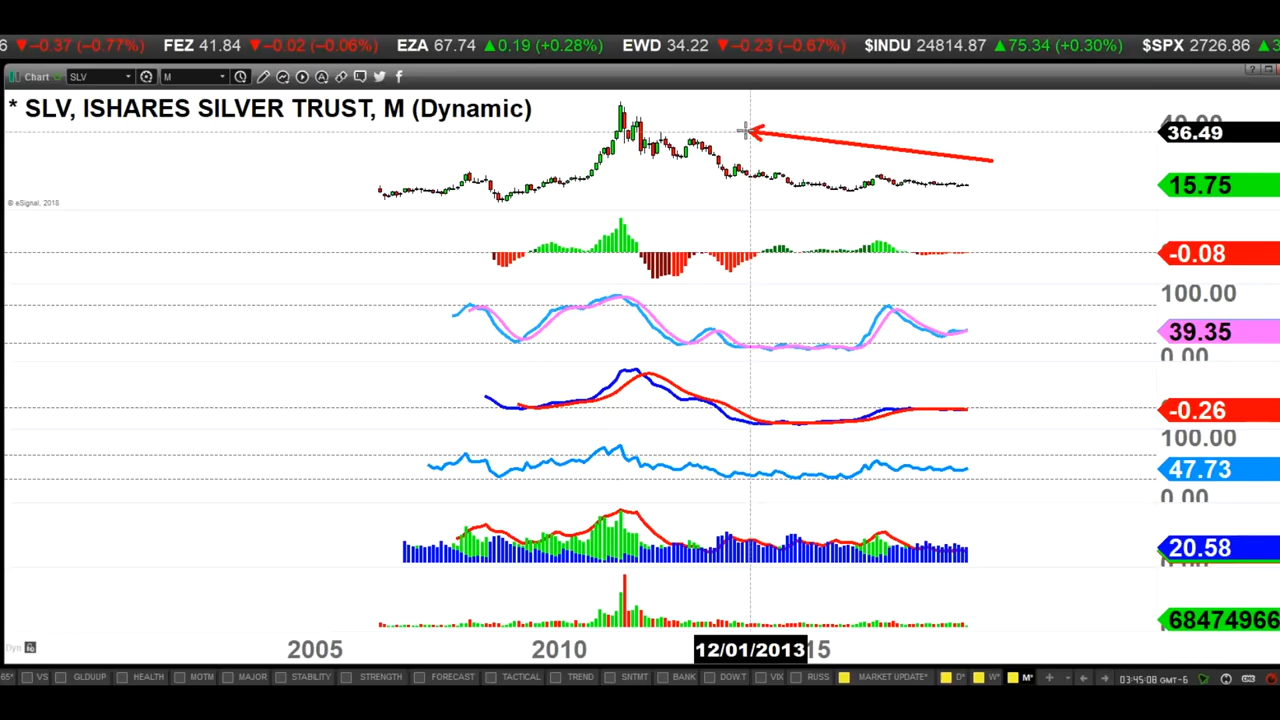 6 ▼-0.37 (-0.77%) FEZ 41.84 ▼-0.02 (-0.06%) EZA 67.74 ▲0.19 (+0.28%) EWD 34.22 ▼-0.23 (-0.67%) $INDU 24814.87 ▲75.34 (+0.30%) $SPX 2726.86 ▲3
Chart SLV M
* SLV, ISHARES SILVER TRUST, M (Dynamic)
36.49
15.75
© eSignal, 2018
-0.08
100.00
39.35
0.00
-0.26
100.00
47.73
0.00
20.58
68474966
Dyn
2005 2010 12/01/2013 15
65* VS GLDUUP HEALTH MOTM MAJOR STABILITY STRENGTH FORECAST TACTICAL TREND SNTMT BANK DOW.T VIX RUSS MARKET UPDATE* D* W* M* 03:45:08 GMT-6